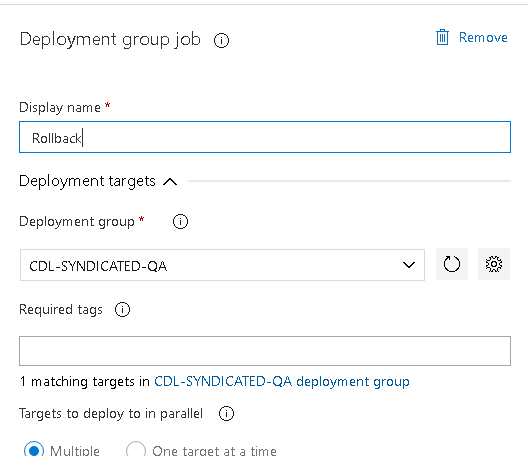 Deployment group job
Remove
Display name *
Rollback
Deployment targets
Deployment group *
CDL-SYNDICATED-QA
Required tags
1 matching targets in CDL-SYNDICATED-QA deployment group
Targets to deploy to in parallel
Multiple One target at a time